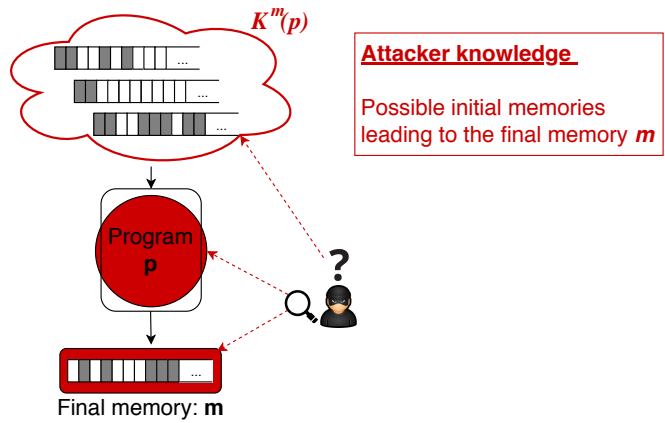 K^m(p)
...
...
...
Attacker knowledge
Possible initial memories
leading to the final memory m
Program
p
?
...
Final memory: m